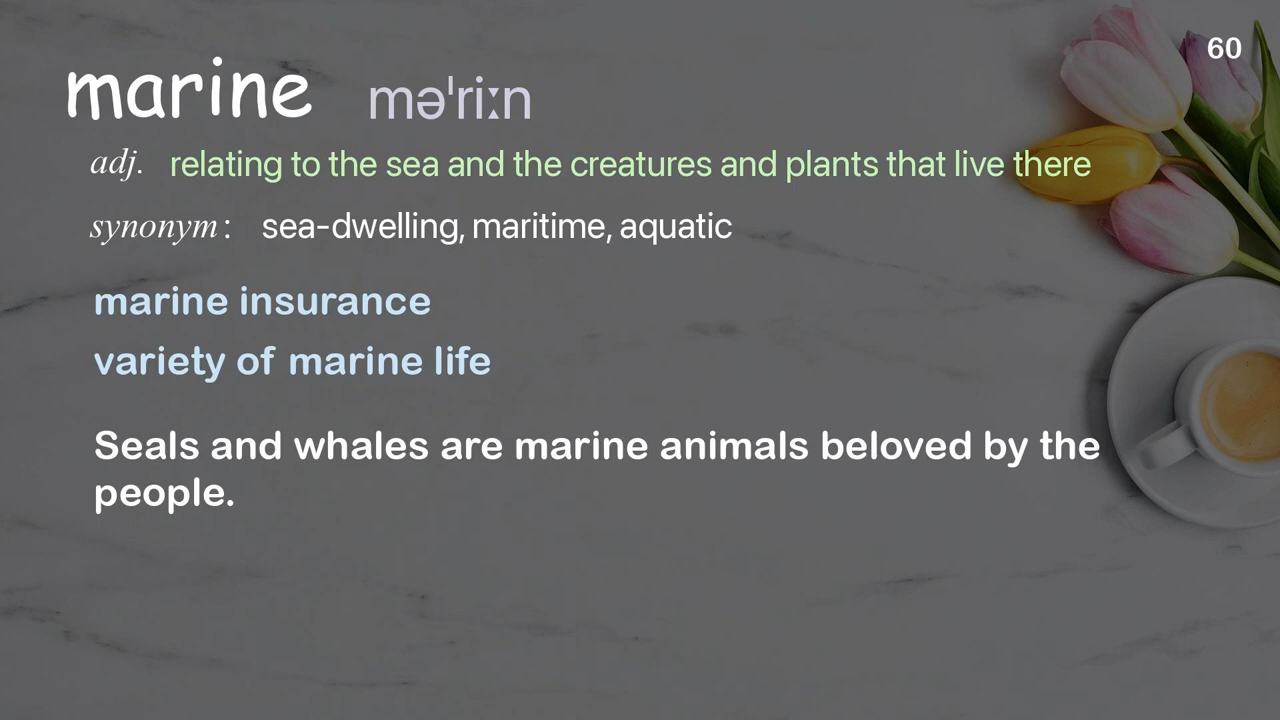 60
marine məˈriːn
adj. relating to the sea and the creatures and plants that live there
synonym: sea-dwelling, maritime, aquatic
marine insurance
variety of marine life
Seals and whales are marine animals beloved by the
people.